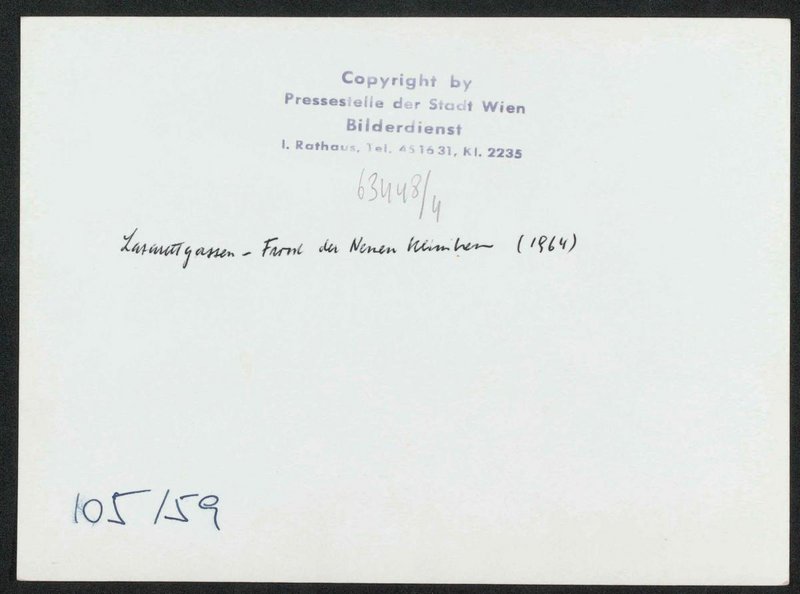 Copyright by
Pressestelle der Stadt Wien
Bilderdienst
I. Rathaus, Tel. 451631, Kl. 2235
63448/4
Lazarettgassen - Front der Neuen Kliniken (1964)
105/59